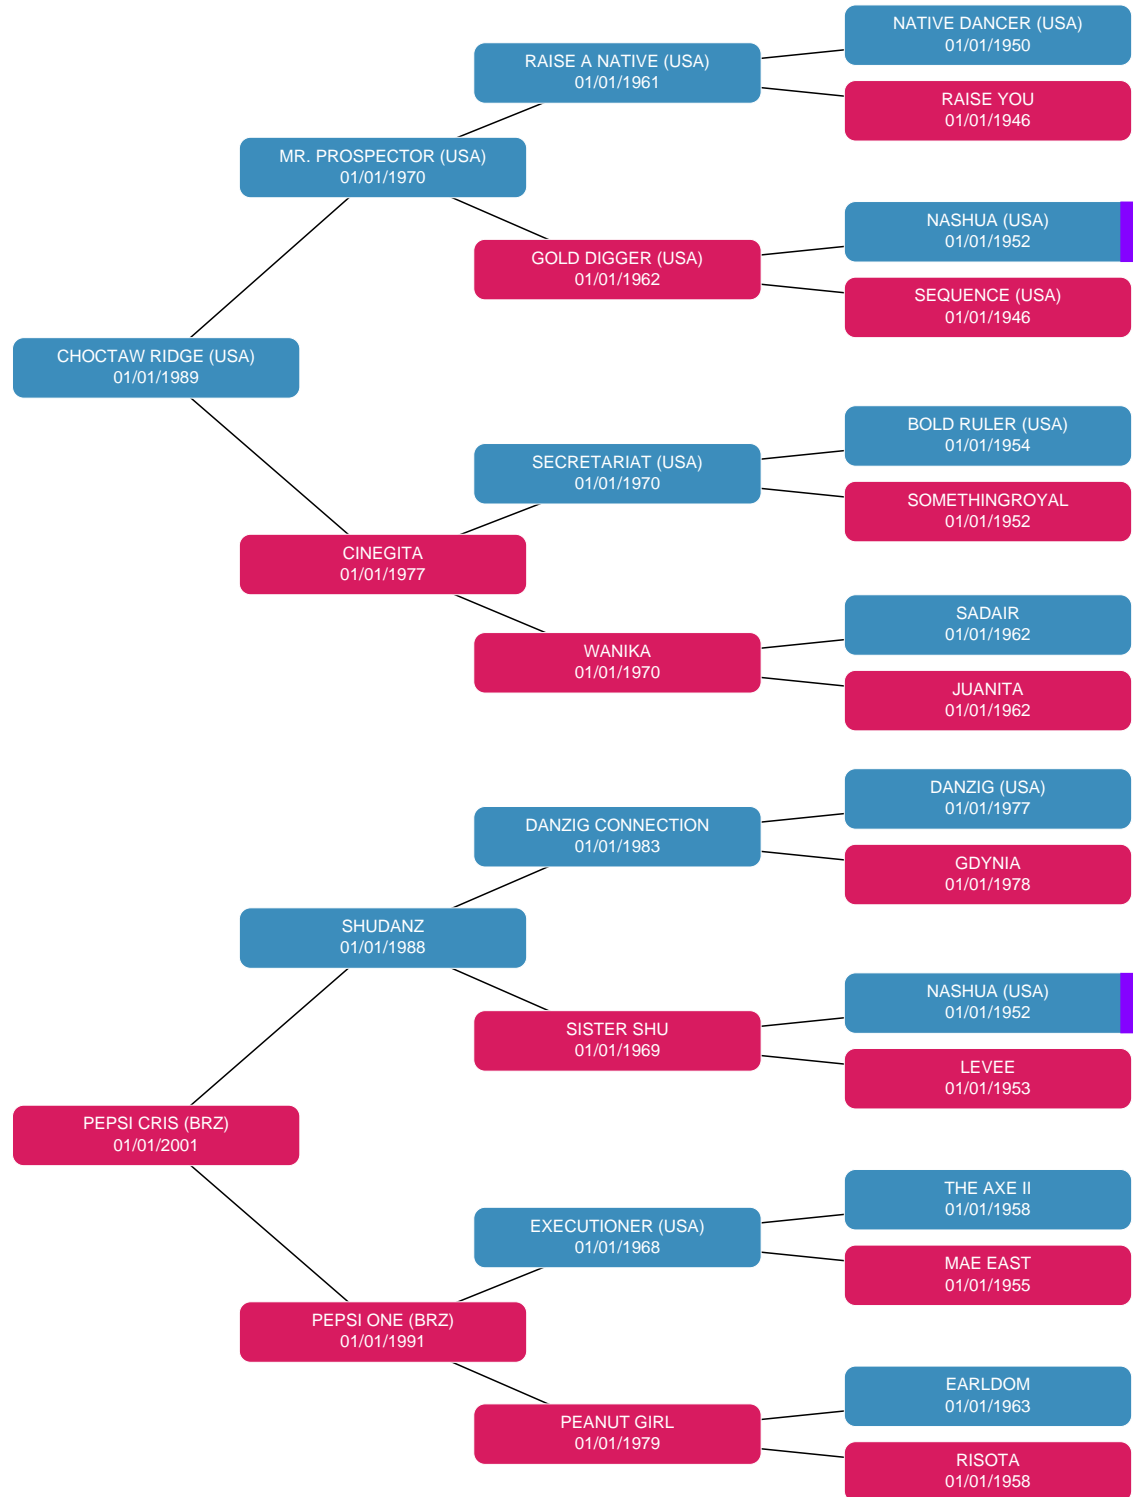 NATIVE DANCER (USA)
01/01/1950
RAISE A NATIVE (USA)
01/01/1961
RAISE YOU
01/01/1946
MR. PROSPECTOR (USA)
01/01/1970
NASHUA (USA)
01/01/1952
GOLD DIGGER (USA)
01/01/1962
SEQUENCE (USA)
01/01/1946
CHOCTAW RIDGE (USA)
01/01/1989
BOLD RULER (USA)
01/01/1954
SECRETARIAT (USA)
01/01/1970
SOMETHINGROYAL
01/01/1952
CINEGITA
01/01/1977
SADAIR
01/01/1962
WANIKA
01/01/1970
JUANITA
01/01/1962
DANZIG (USA)
01/01/1977
DANZIG CONNECTION
01/01/1983
GDYNIA
01/01/1978
SHUDANZ
01/01/1988
NASHUA (USA)
01/01/1952
SISTER SHU
01/01/1969
LEVEE
01/01/1953
PEPSI CRIS (BRZ)
01/01/2001
THE AXE II
01/01/1958
EXECUTIONER (USA)
01/01/1968
MAE EAST
01/01/1955
PEPSI ONE (BRZ)
01/01/1991
EARLDOM
01/01/1963
PEANUT GIRL
01/01/1979
RISOTA
01/01/1958